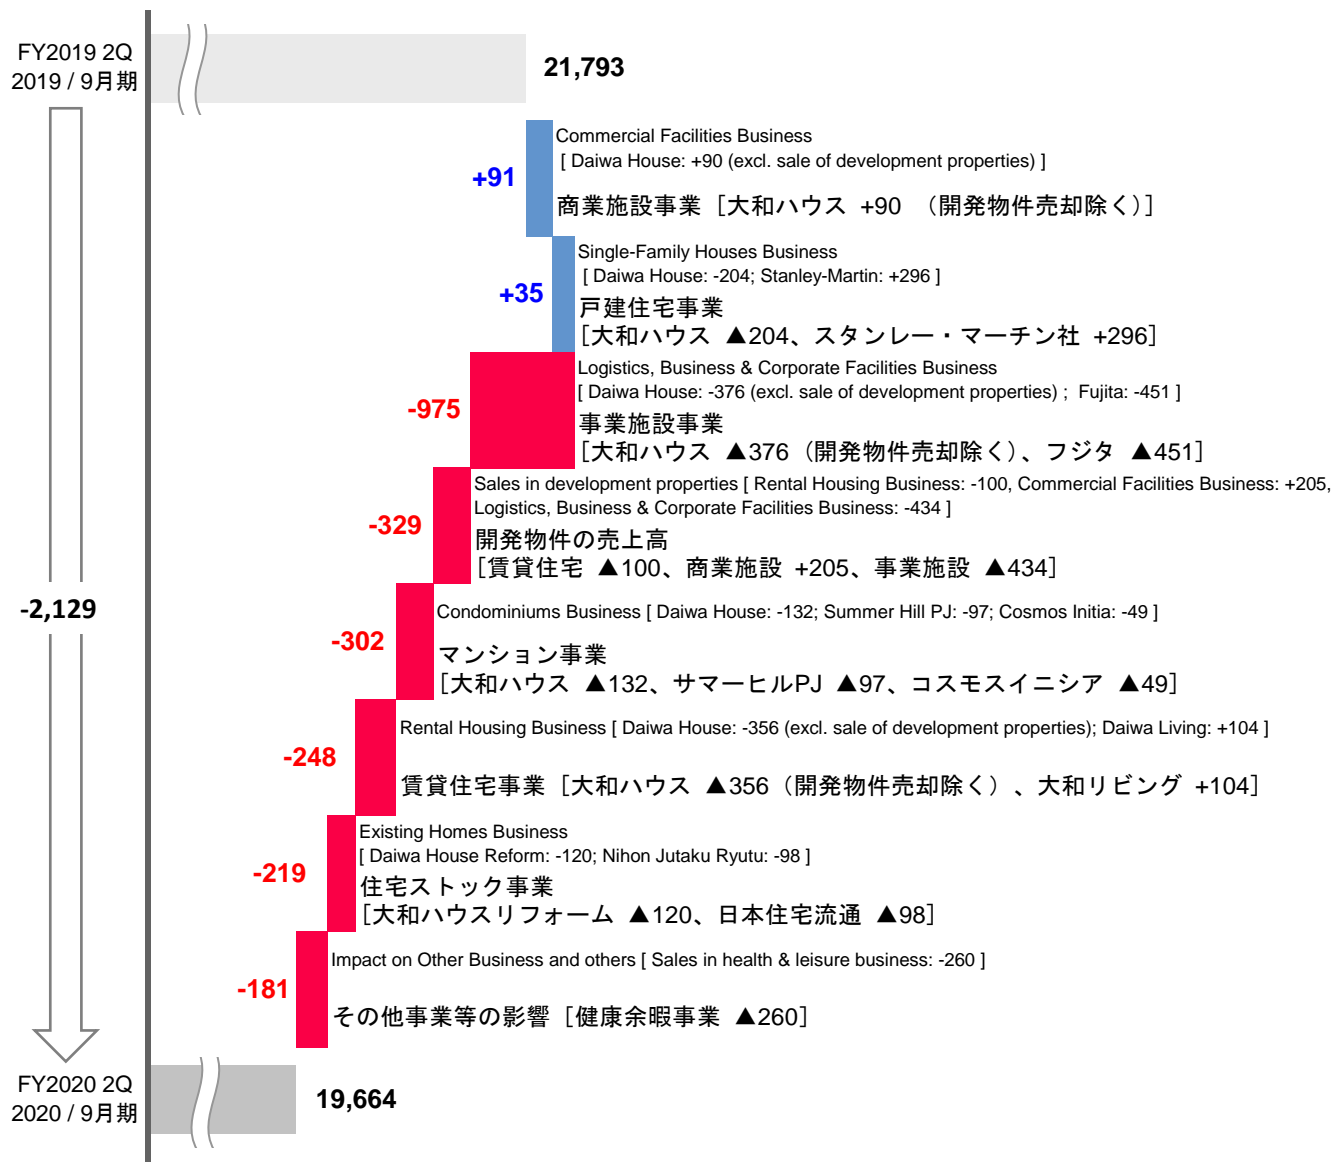 FY2019 2Q
2019 / 9月期
21,793
Commercial Facilities Business
[ Daiwa House: +90 (excl. sale of development properties) ]
+91
商業施設事業［大和ハウス +90 （開発物件売却除く）］
Single-Family Houses Business
[ Daiwa House: -204; Stanley-Martin: +296 ]
+35
戸建住宅事業
［大和ハウス ▲204、スタンレー・マーチン社 +296］
Logistics, Business & Corporate Facilities Business
[ Daiwa House: -376 (excl. sale of development properties) ; Fujita: -451 ]
-975
事業施設事業
［大和ハウス ▲376（開発物件売却除く）、フジタ ▲451］
Sales in development properties [ Rental Housing Business: -100, Commercial Facilities Business: +205,
Logistics, Business & Corporate Facilities Business: -434 ]
-329
開発物件の売上高
［賃貸住宅 ▲100、商業施設 +205、事業施設 ▲434］
-2,129
Condominiums Business [ Daiwa House: -132; Summer Hill PJ: -97; Cosmos Initia: -49 ]
-302
マンション事業
［大和ハウス ▲132、サマーヒルPJ ▲97、コスモスイニシア ▲49］
Rental Housing Business [ Daiwa House: -356 (excl. sale of development properties); Daiwa Living: +104 ]
-248
賃貸住宅事業［大和ハウス ▲356（開発物件売却除く）、大和リビング +104］
Existing Homes Business
[ Daiwa House Reform: -120; Nihon Jutaku Ryutu: -98 ]
-219
住宅ストック事業
［大和ハウスリフォーム ▲120、日本住宅流通 ▲98］
Impact on Other Business and others [ Sales in health & leisure business: -260 ]
-181
その他事業等の影響［健康余暇事業 ▲260］
FY2020 2Q
2020 / 9月期
19,664